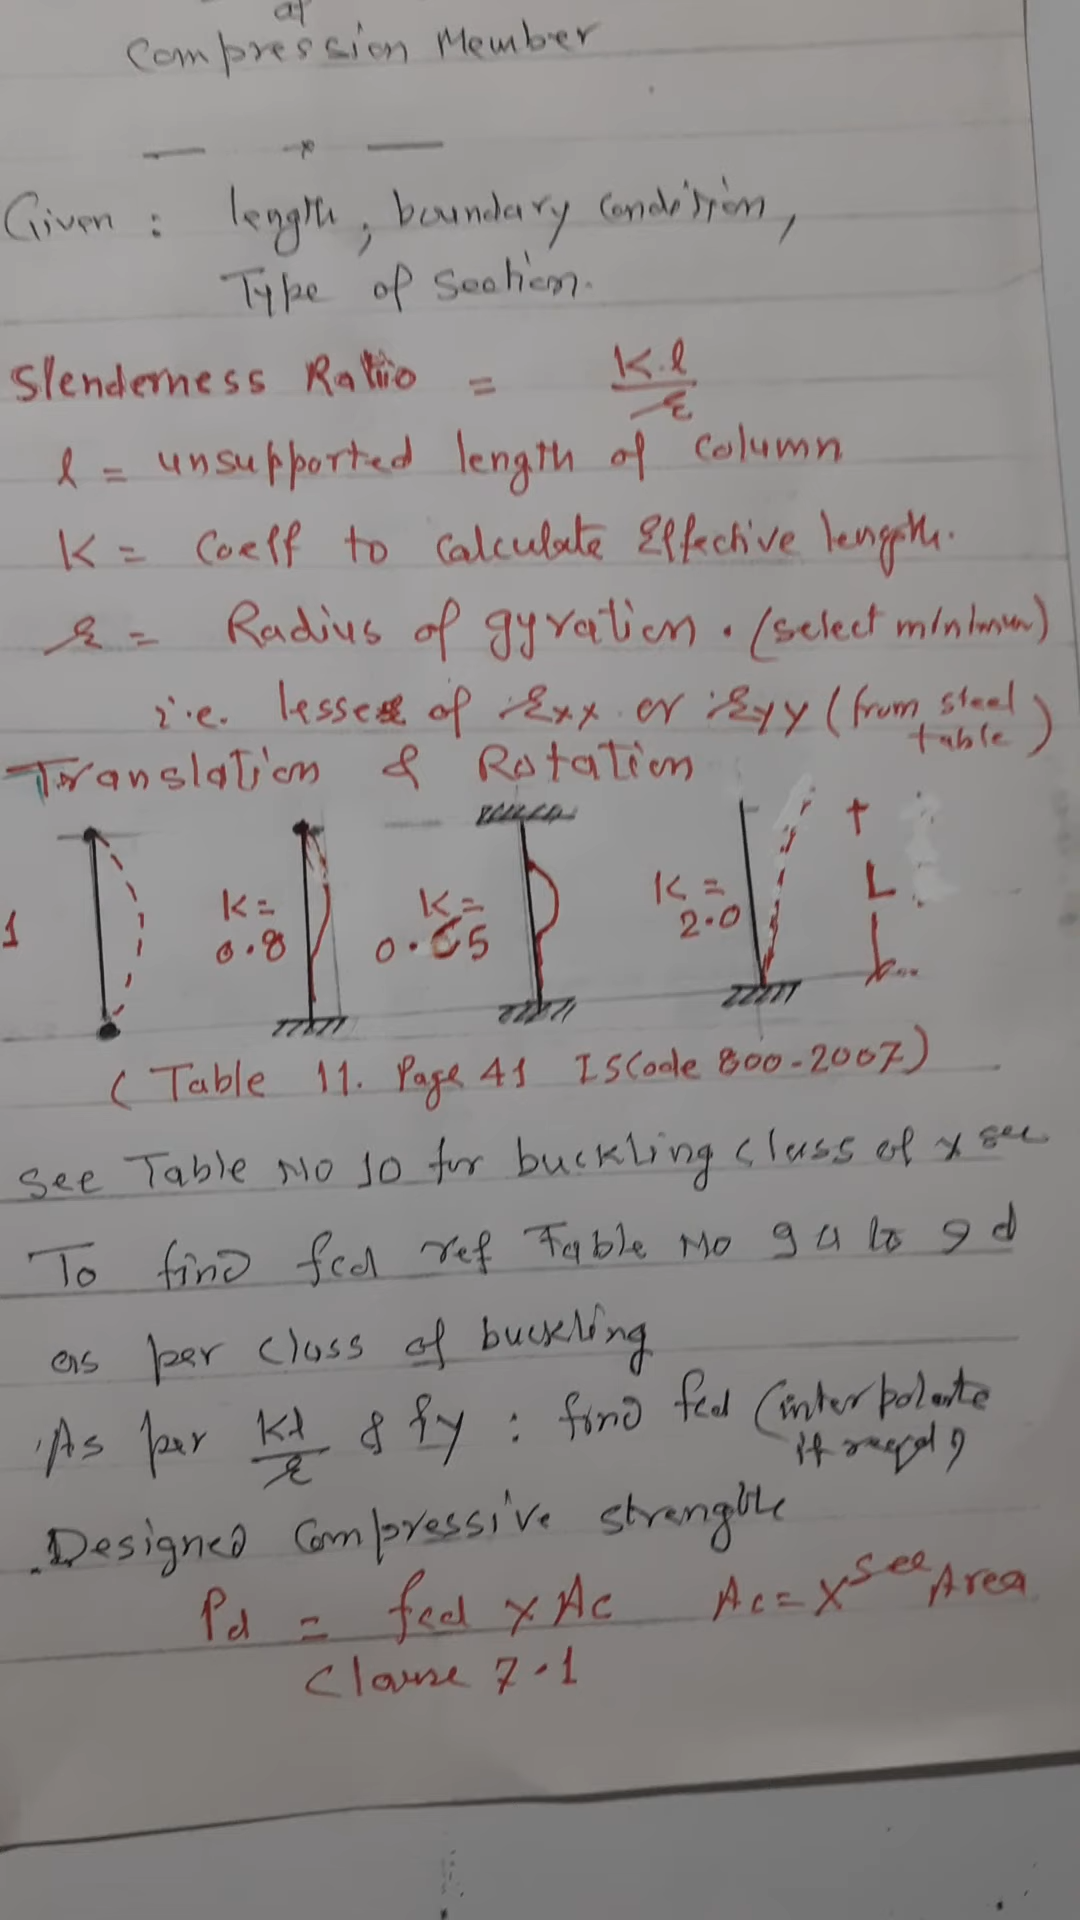 of
Compression Member
Given : length, boundary condition,
Type of Section.
Slenderness Ratio = K.l / r
l = unsupported length of column
K = Coeff to calculate Effective length.
r = Radius of gyration. (select minimum)
i.e. lesser of rxx or ryy (from steel table)
Translation & Rotation
1
K = 0.8
K = 0.65
K = 2.0
(Table 11. Page 41 IS Code 800-2007)
See Table No 10 for buckling class of x sec
To find fcd ref Table No 9a to 9d
as per class of buckling
As per Kl/r & fy : find fcd (interpolate if reqd)
Designed Compressive strength
Pd = fcd x Ac Ac = x sec Area
Clause 7.1